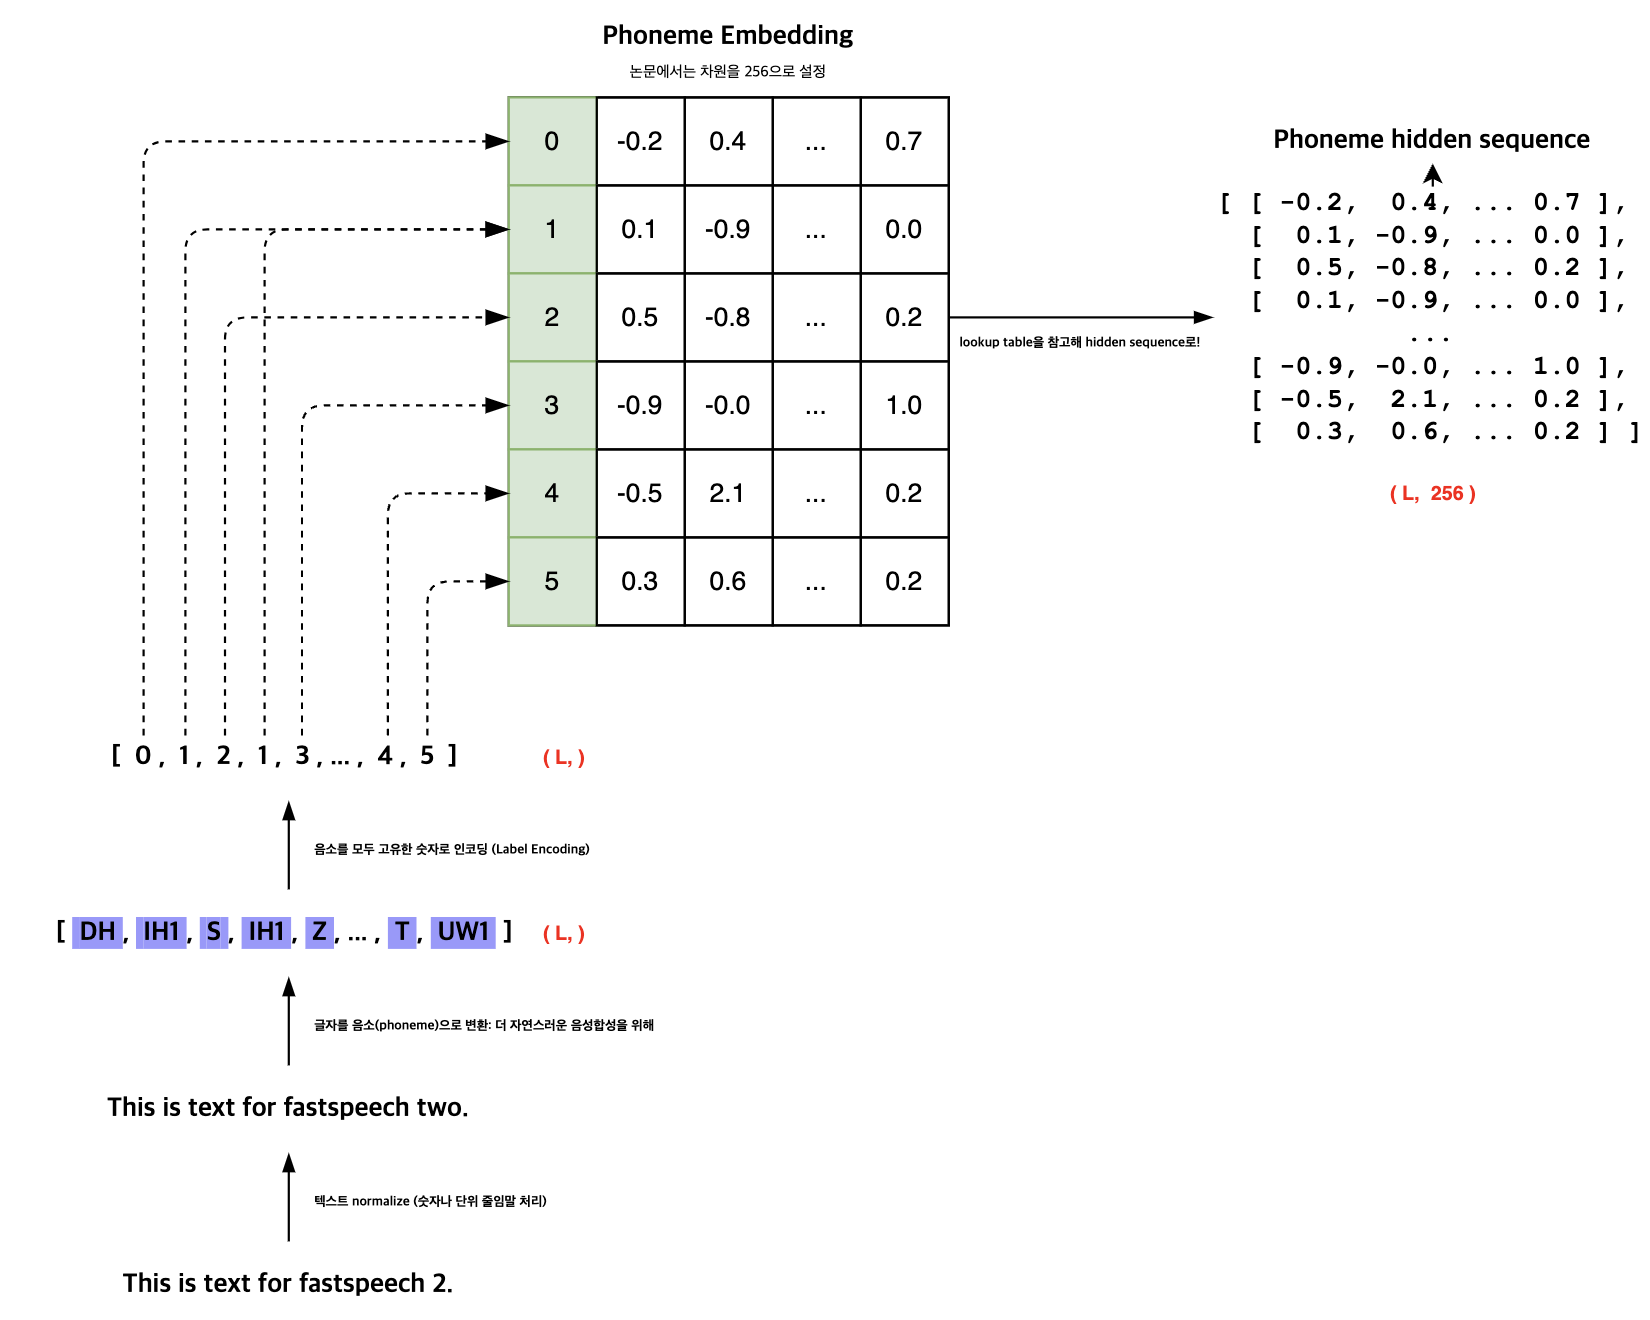 Phoneme Embedding
논문에서는 차원을 256으로 설정
0 -0.2 0.4 ... 0.7
1 0.1 -0.9 ... 0.0
2 0.5 -0.8 ... 0.2
3 -0.9 -0.0 ... 1.0
4 -0.5 2.1 ... 0.2
5 0.3 0.6 ... 0.2
lookup table을 참고해 hidden sequence로!
Phoneme hidden sequence
[ [ -0.2, 0.4, ... 0.7 ],
[ 0.1, -0.9, ... 0.0 ],
[ 0.5, -0.8, ... 0.2 ],
[ 0.1, -0.9, ... 0.0 ],
...
[ -0.9, -0.0, ... 1.0 ],
[ -0.5, 2.1, ... 0.2 ],
[ 0.3, 0.6, ... 0.2 ] ]
( L, 256 )
[ 0, 1, 2, 1, 3, ..., 4, 5 ] ( L, )
음소를 모두 고유한 숫자로 인코딩 (Label Encoding)
[ DH, IH1, S, IH1, Z, ... , T, UW1 ] ( L, )
글자를 음소(phoneme)으로 변환: 더 자연스러운 음성합성을 위해
This is text for fastspeech two.
텍스트 normalize (숫자나 단위 줄임말 처리)
This is text for fastspeech 2.